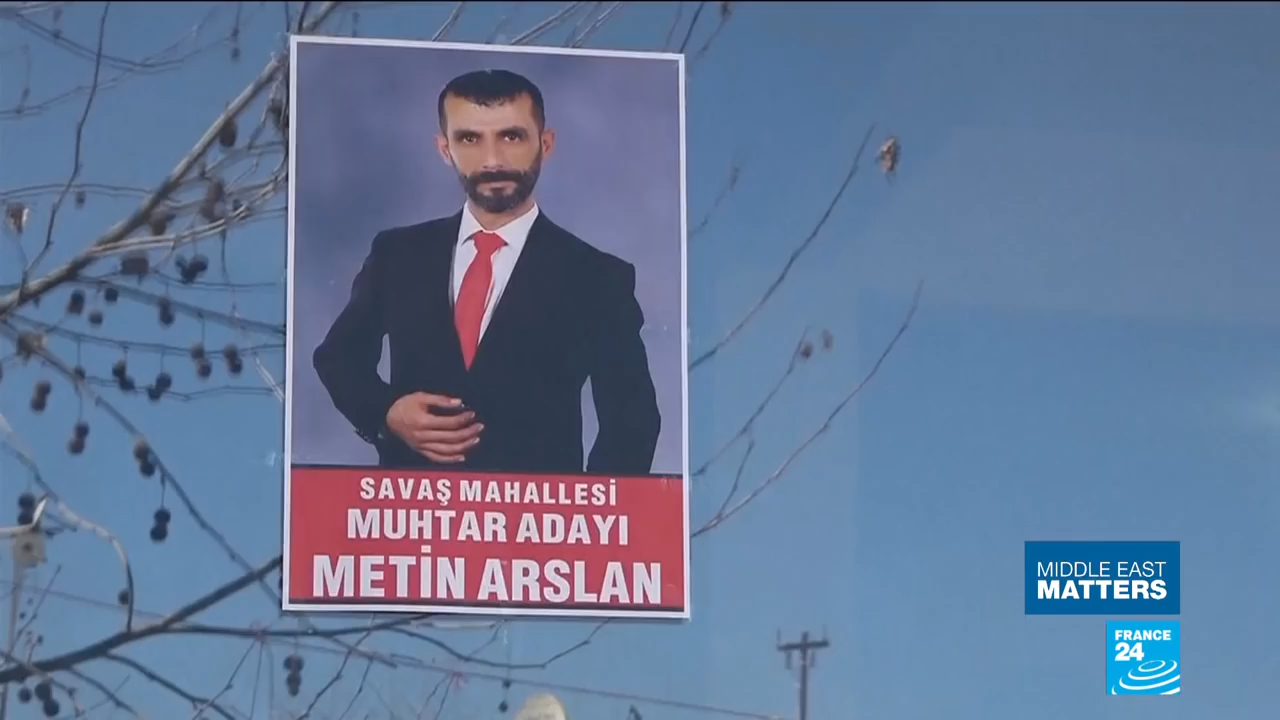 SAVAŞ MAHALLESİ
MUHTAR ADAYI
METİN ARSLAN
MIDDLE EAST
MATTERS
FRANCE
24